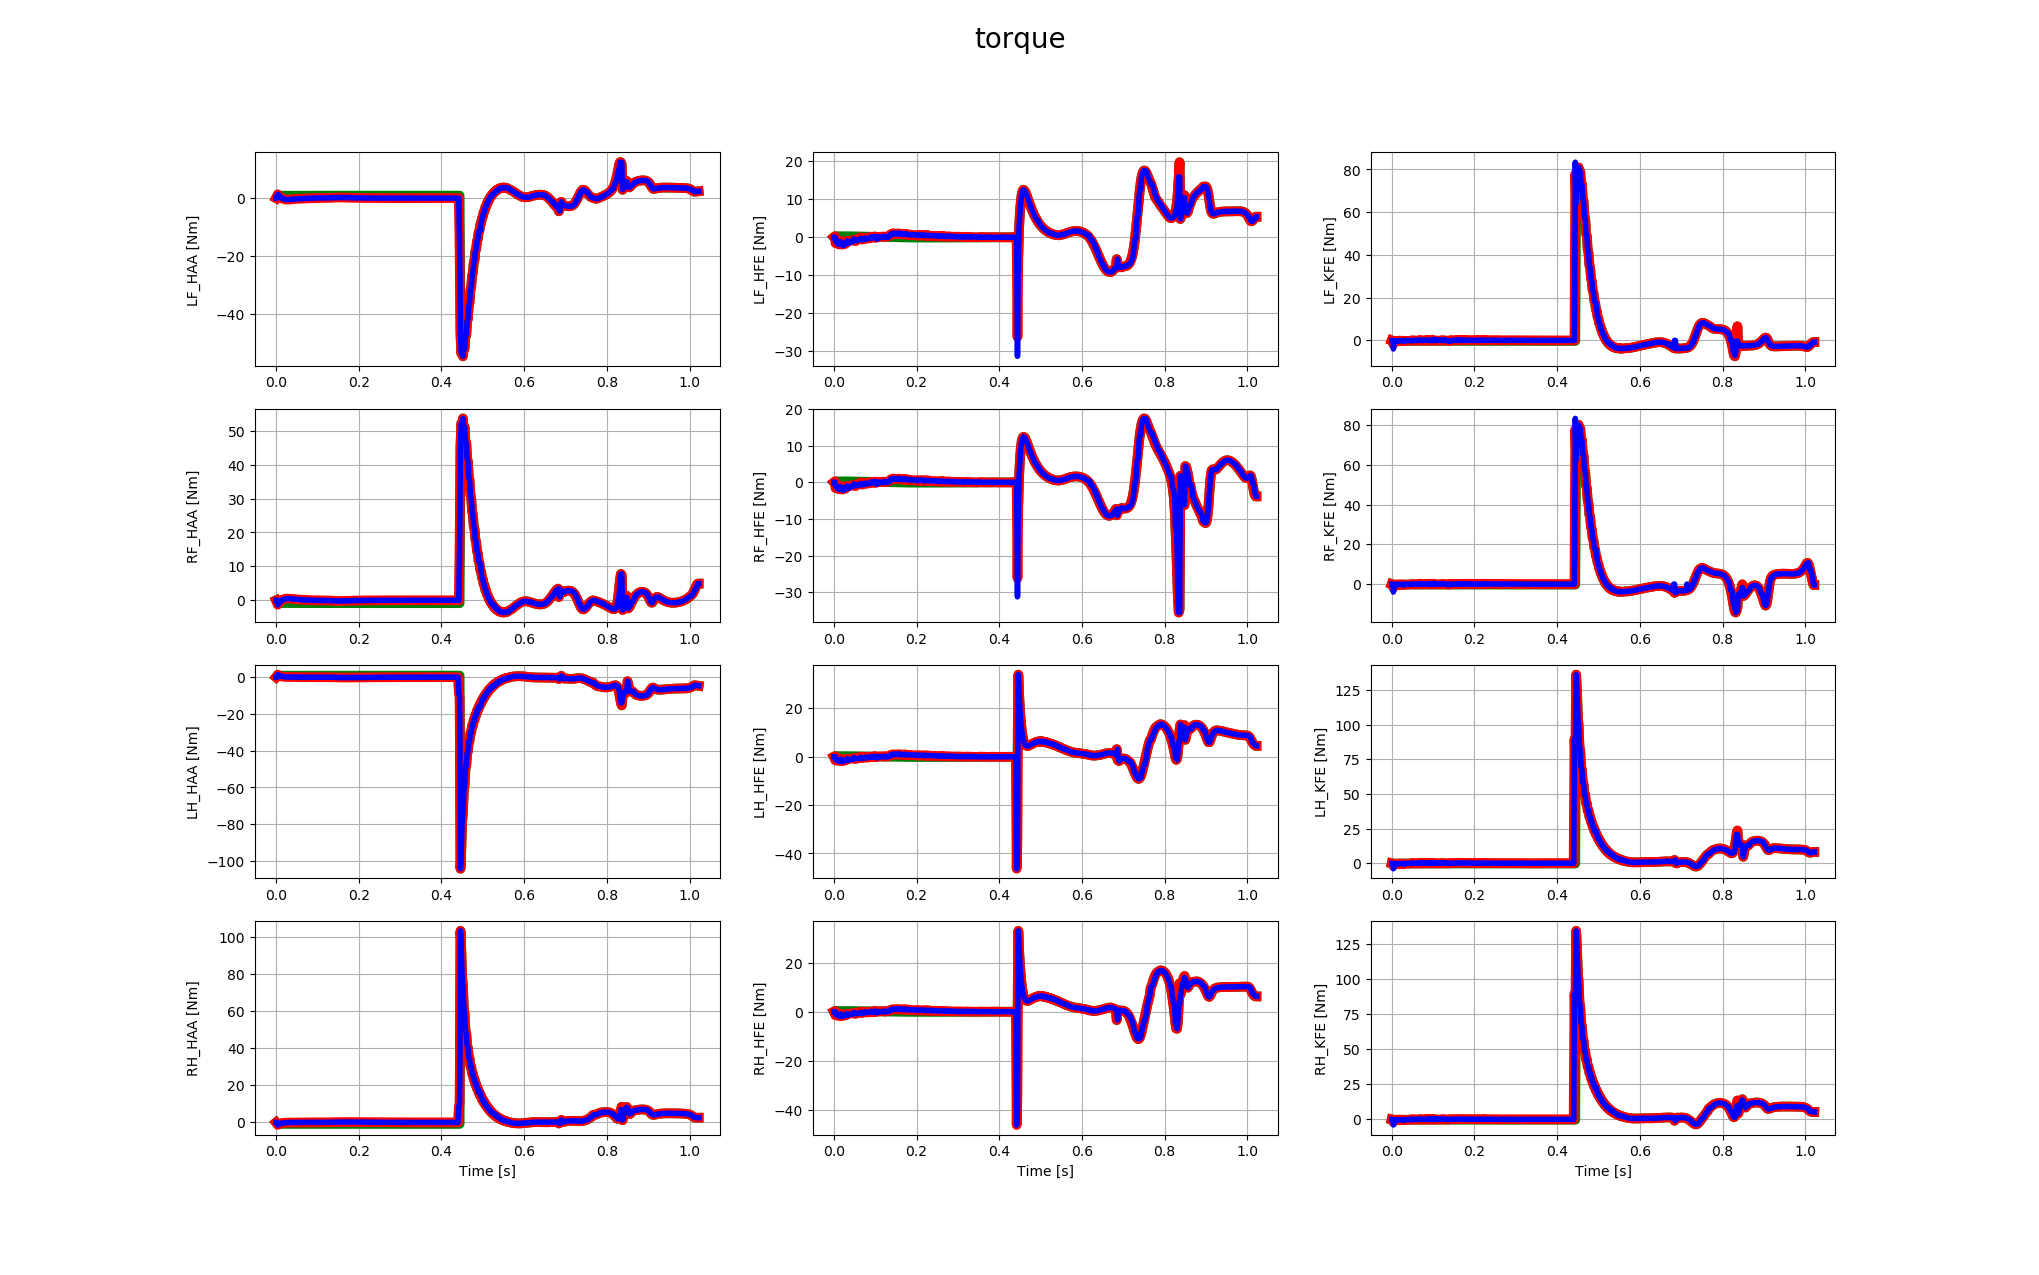 torque
LF_HAA [Nm]
0
−20
−40
0.0 0.2 0.4 0.6 0.8 1.0
LF_HFE [Nm]
20
10
0
−10
−20
−30
0.0 0.2 0.4 0.6 0.8 1.0
LF_KFE [Nm]
80
60
40
20
0
0.0 0.2 0.4 0.6 0.8 1.0
RF_HAA [Nm]
50
40
30
20
10
0
0.0 0.2 0.4 0.6 0.8 1.0
RF_HFE [Nm]
20
10
0
−10
−20
−30
0.0 0.2 0.4 0.6 0.8 1.0
RF_KFE [Nm]
80
60
40
20
0
0.0 0.2 0.4 0.6 0.8 1.0
LH_HAA [Nm]
0
−20
−40
−60
−80
−100
0.0 0.2 0.4 0.6 0.8 1.0
LH_HFE [Nm]
20
0
−20
−40
0.0 0.2 0.4 0.6 0.8 1.0
LH_KFE [Nm]
125
100
75
50
25
0
0.0 0.2 0.4 0.6 0.8 1.0
RH_HAA [Nm]
100
80
60
40
20
0
0.0 0.2 0.4 0.6 0.8 1.0
Time [s]
RH_HFE [Nm]
20
0
−20
−40
0.0 0.2 0.4 0.6 0.8 1.0
Time [s]
RH_KFE [Nm]
125
100
75
50
25
0
0.0 0.2 0.4 0.6 0.8 1.0
Time [s]